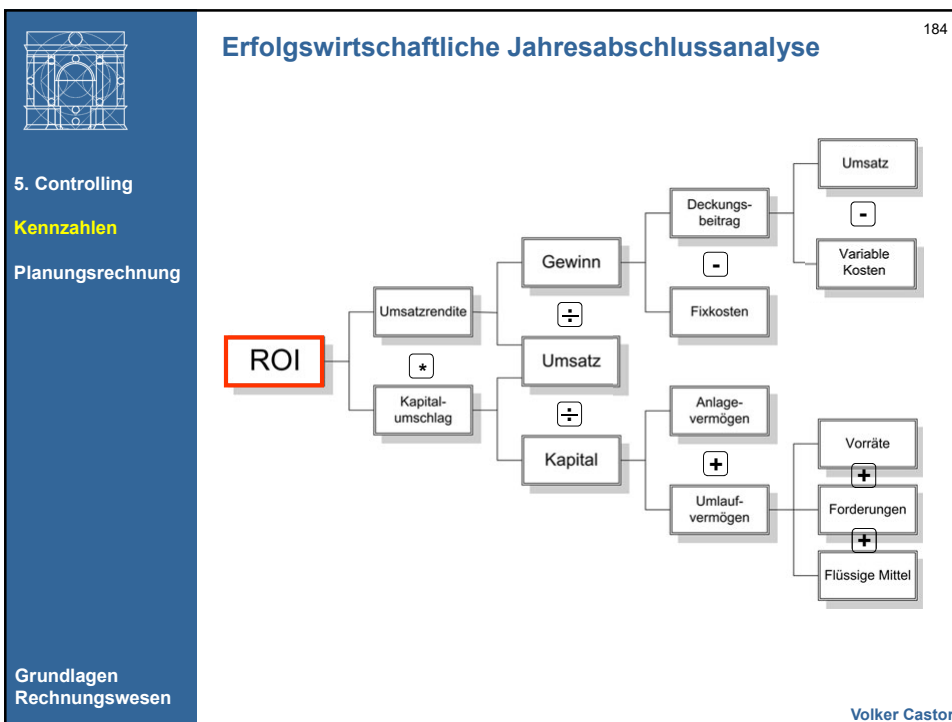 184
Erfolgswirtschaftliche Jahresabschlussanalyse
5. Controlling
Kennzahlen
Planungsrechnung
ROI
Umsatzrendite
*
Kapital-
umschlag
Gewinn
÷
Umsatz
÷
Kapital
Deckungs-
beitrag
-
Fixkosten
Anlage-
vermögen
+
Umlauf-
vermögen
Umsatz
-
Variable
Kosten
Vorräte
+
Forderungen
+
Flüssige Mittel
Grundlagen
Rechnungswesen
Volker Castor